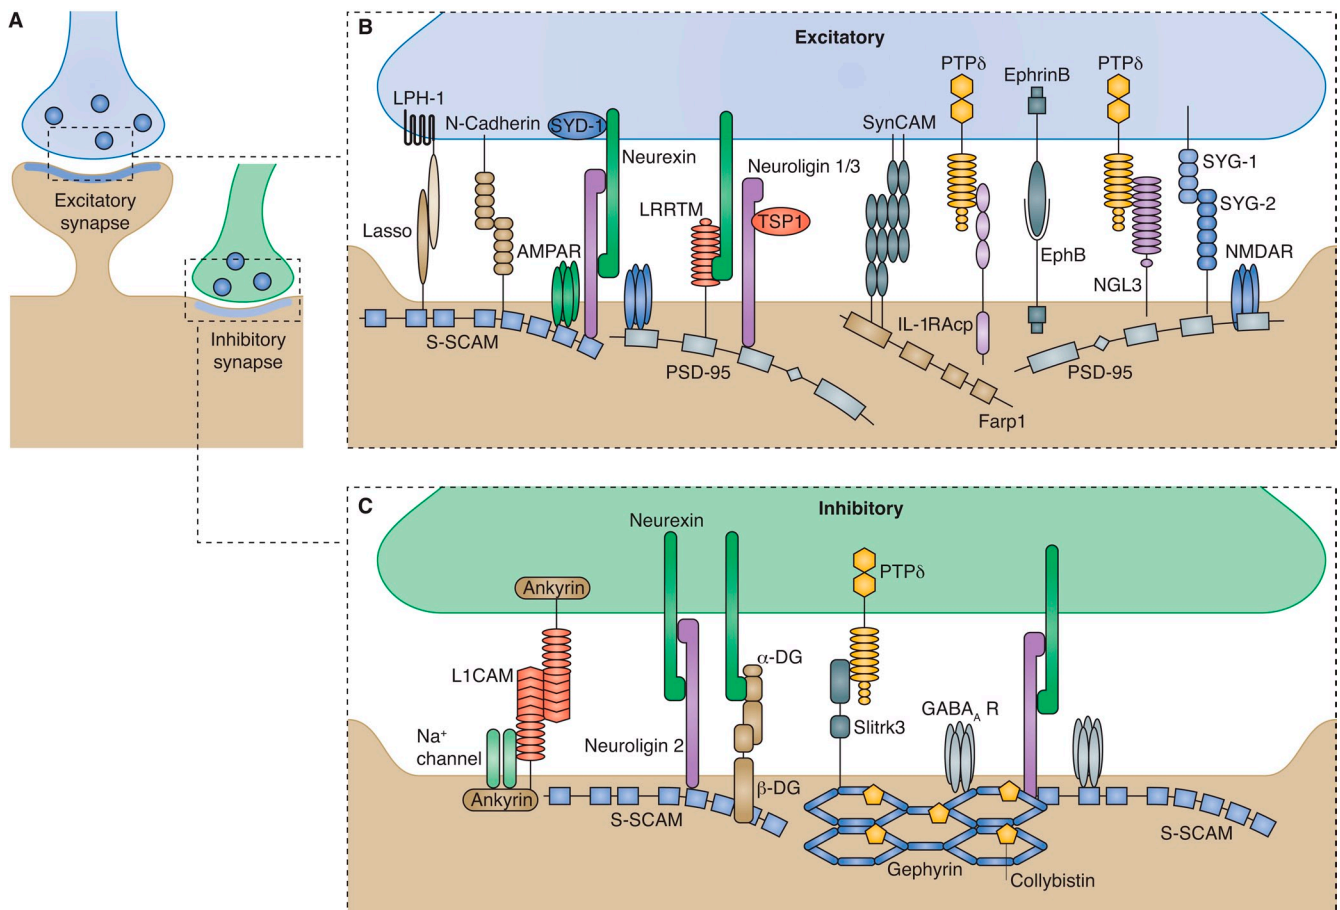 A
Excitatory
synapse
Inhibitory
synapse
B
Excitatory
LPH-1
N-Cadherin
SYD-1
Neurexin
Lasso
AMPAR
LRRTM
Neuroligin 1/3
TSP1
SynCAM
PTPδ
EphrinB
PTPδ
SYG-1
SYG-2
NMDAR
EphB
NGL3
IL-1RAcp
S-SCAM
PSD-95
Farp1
PSD-95
C
Inhibitory
Neurexin
Ankyrin
PTPδ
L1CAM
α-DG
Na⁺
channel
Neuroligin 2
Slitrk3
GABA_A R
Ankyrin
β-DG
S-SCAM
Gephyrin
Collybistin
S-SCAM